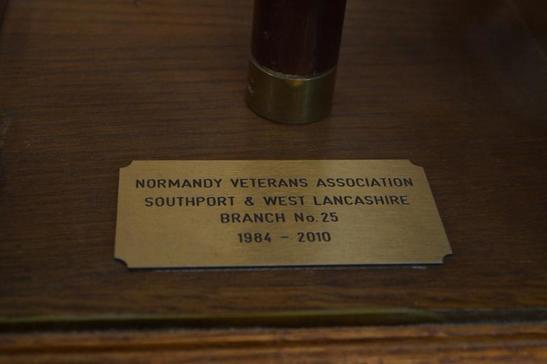 NORMANDY VETERANS ASSOCIATION
SOUTHPORT & WEST LANCASHIRE
BRANCH No. 25
1984 - 2010